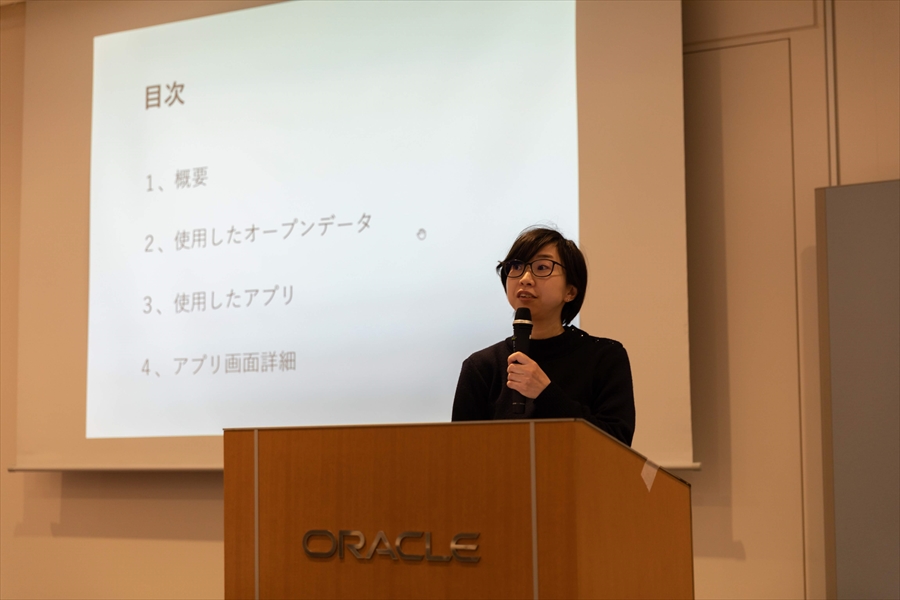 目次
1、概要
2、使用したオープンデータ
3、使用したアプリ
4、アプリ画面詳細
ORACLE